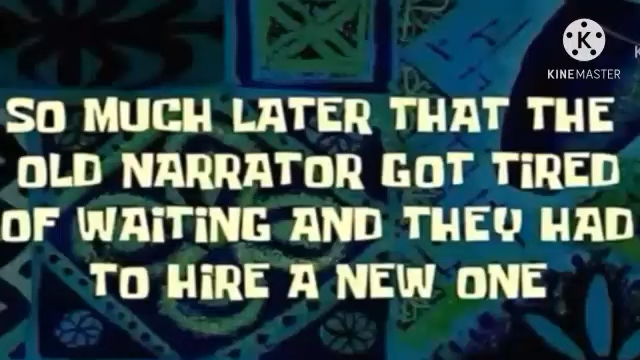 KINEMASTER
SO MUCH LATER THAT THE
OLD NARRATOR GOT TiRED
OF WAiTiNG AND THEY HAD
TO HiRE A NEW ONE